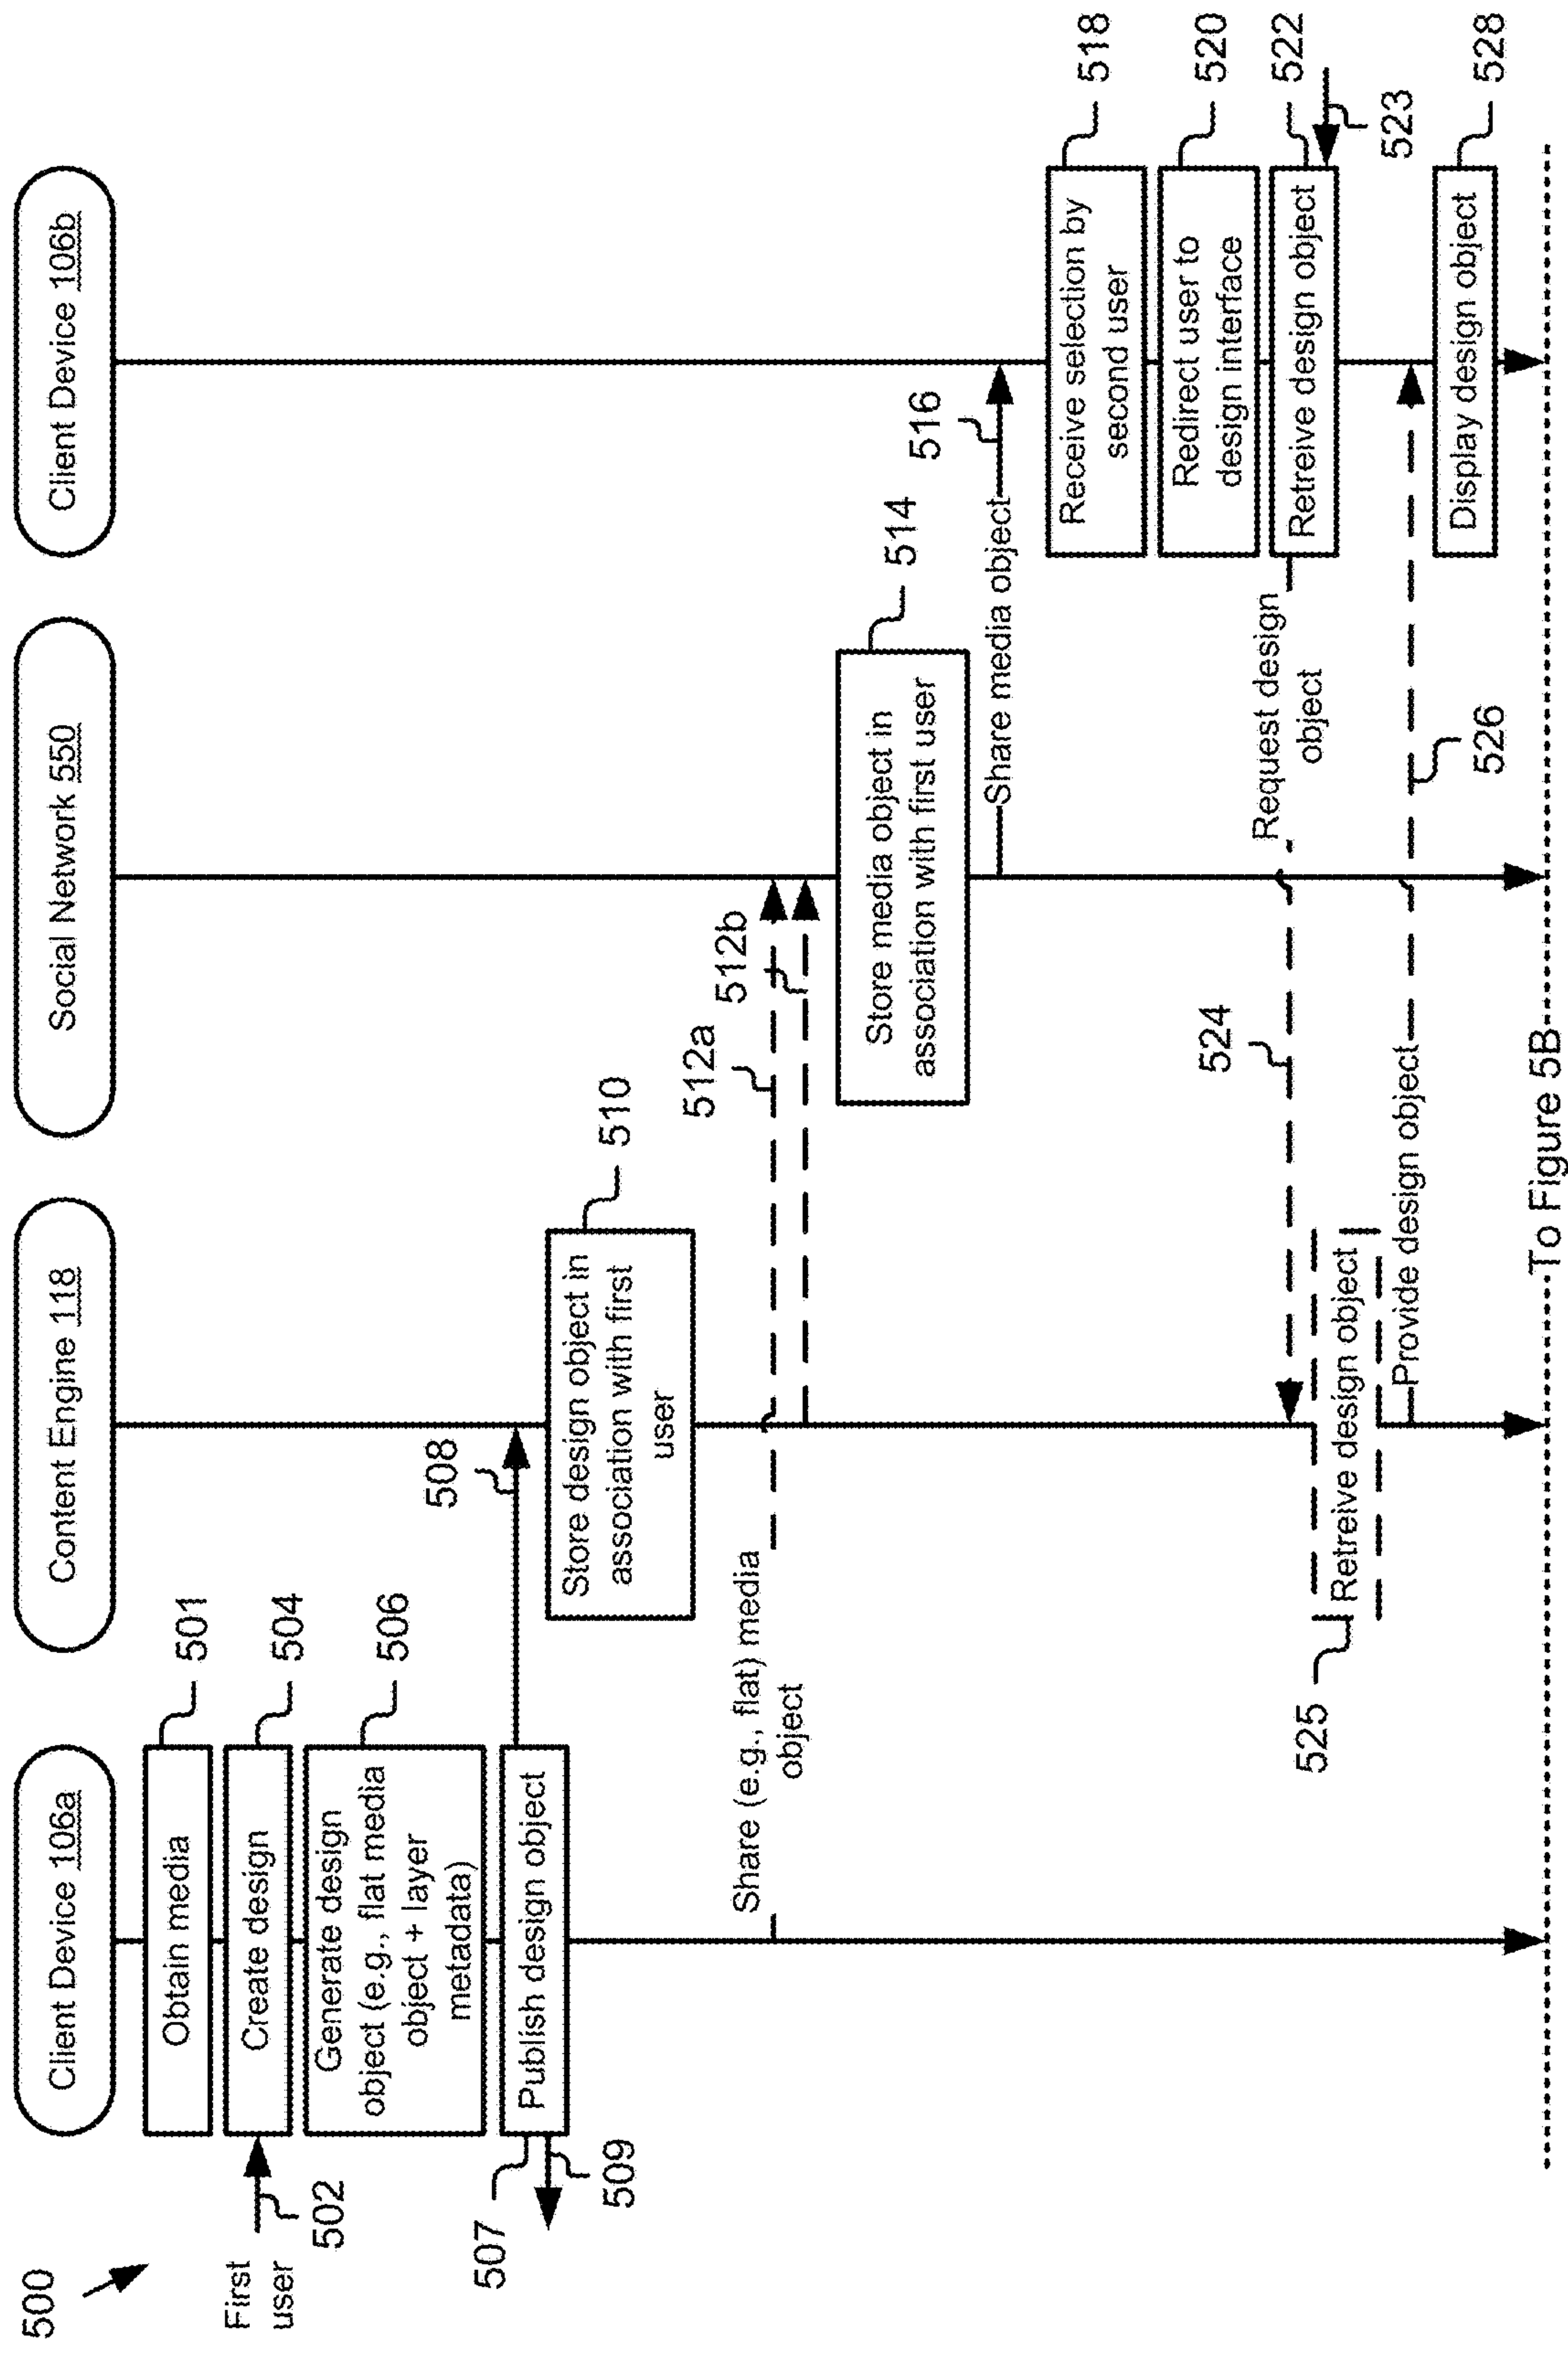 500
Client Device 106a
Content Engine 118
Social Network 550
Client Device 106b
Obtain media
501
First
user
502
Create design
504
Generate design
object (e.g., flat media
object + layer
metadata)
506
507
Publish design object
508
509
Store design object in
association with first
user
510
Share (e.g., flat) media
object
512a
512b
Store media object in
association with first user
514
Share media object
516
Receive selection by
second user
518
Redirect user to
design interface
520
Retreive design object
522
523
Request design
object
524
525
Retreive design object
Provide design object
526
Display design object
528
To Figure 5B